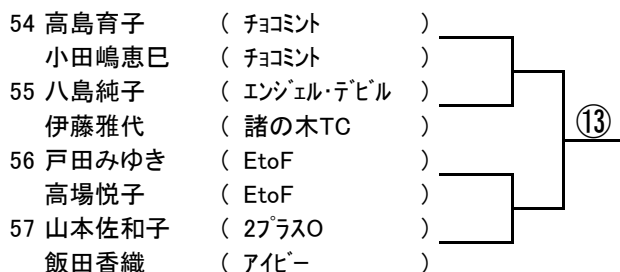 54 高島育子 ( チョコミント )
小田嶋恵巳 ( チョコミント )
55 八島純子 ( エンジェル・デビル )
伊藤雅代 ( 諸の木TC )
⑬
56 戸田みゆき ( EtoF )
高場悦子 ( EtoF )
57 山本佐和子 ( 2プラスO )
飯田香織 ( アイビー )